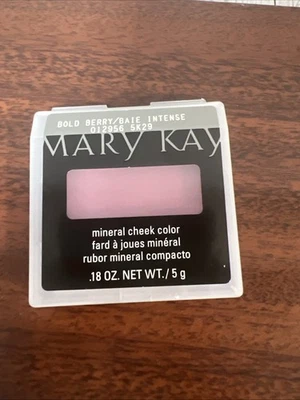 BOLD BERRY/BAIE INTENSE
012956 5K29
MARY KAY
mineral cheek color
fard à joues minéral
rubor mineral compacto
.18 OZ. NET WT./5 g